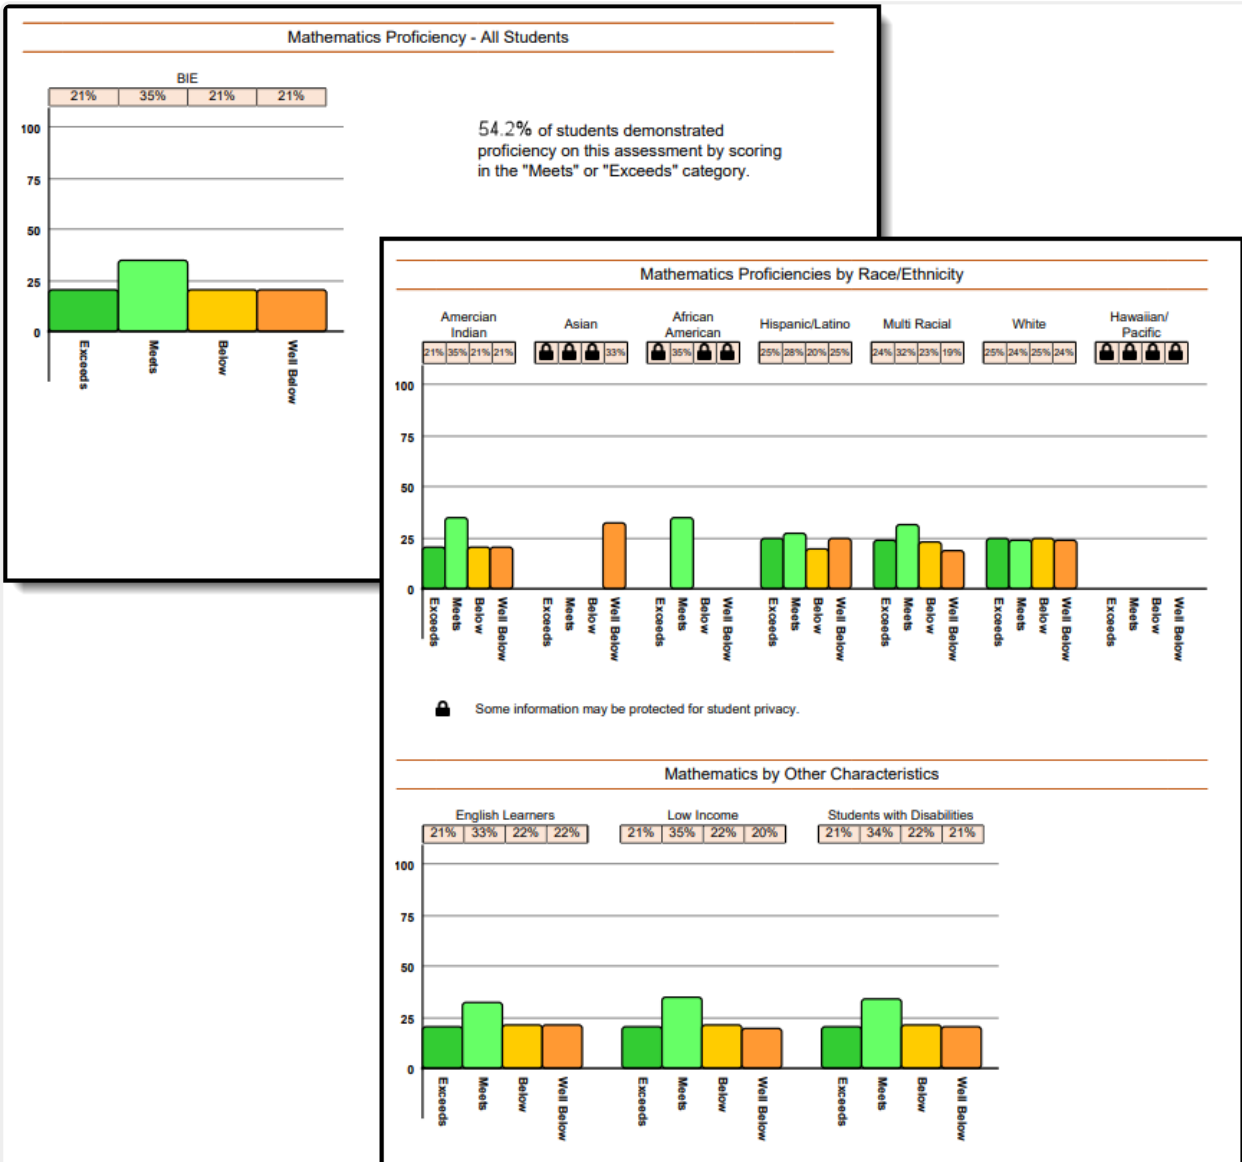 Mathematics Proficiency - All Students
BIE
21% 35% 21% 21%
100
75
50
25
0
Exceeds
Meets
Below
Well Below
54.2% of students demonstrated
proficiency on this assessment by scoring
in the "Meets" or "Exceeds" category.
Mathematics Proficiencies by Race/Ethnicity
Amercian
Indian
Asian
African
American
Hispanic/Latino
Multi Racial
White
Hawaiian/
Pacific
21% 35% 21% 21%
33%
35%
25% 28% 20% 25%
24% 32% 23% 19%
25% 24% 25% 24%
100
75
50
25
0
Exceeds
Meets
Below
Well Below
Exceeds
Meets
Below
Well Below
Exceeds
Meets
Below
Well Below
Exceeds
Meets
Below
Well Below
Exceeds
Meets
Below
Well Below
Exceeds
Meets
Below
Well Below
Exceeds
Meets
Below
Well Below
Some information may be protected for student privacy.
Mathematics by Other Characteristics
English Learners
Low Income
Students with Disabilities
21% 33% 22% 22%
21% 35% 22% 20%
21% 34% 22% 21%
100
75
50
25
0
Exceeds
Meets
Below
Well Below
Exceeds
Meets
Below
Well Below
Exceeds
Meets
Below
Well Below